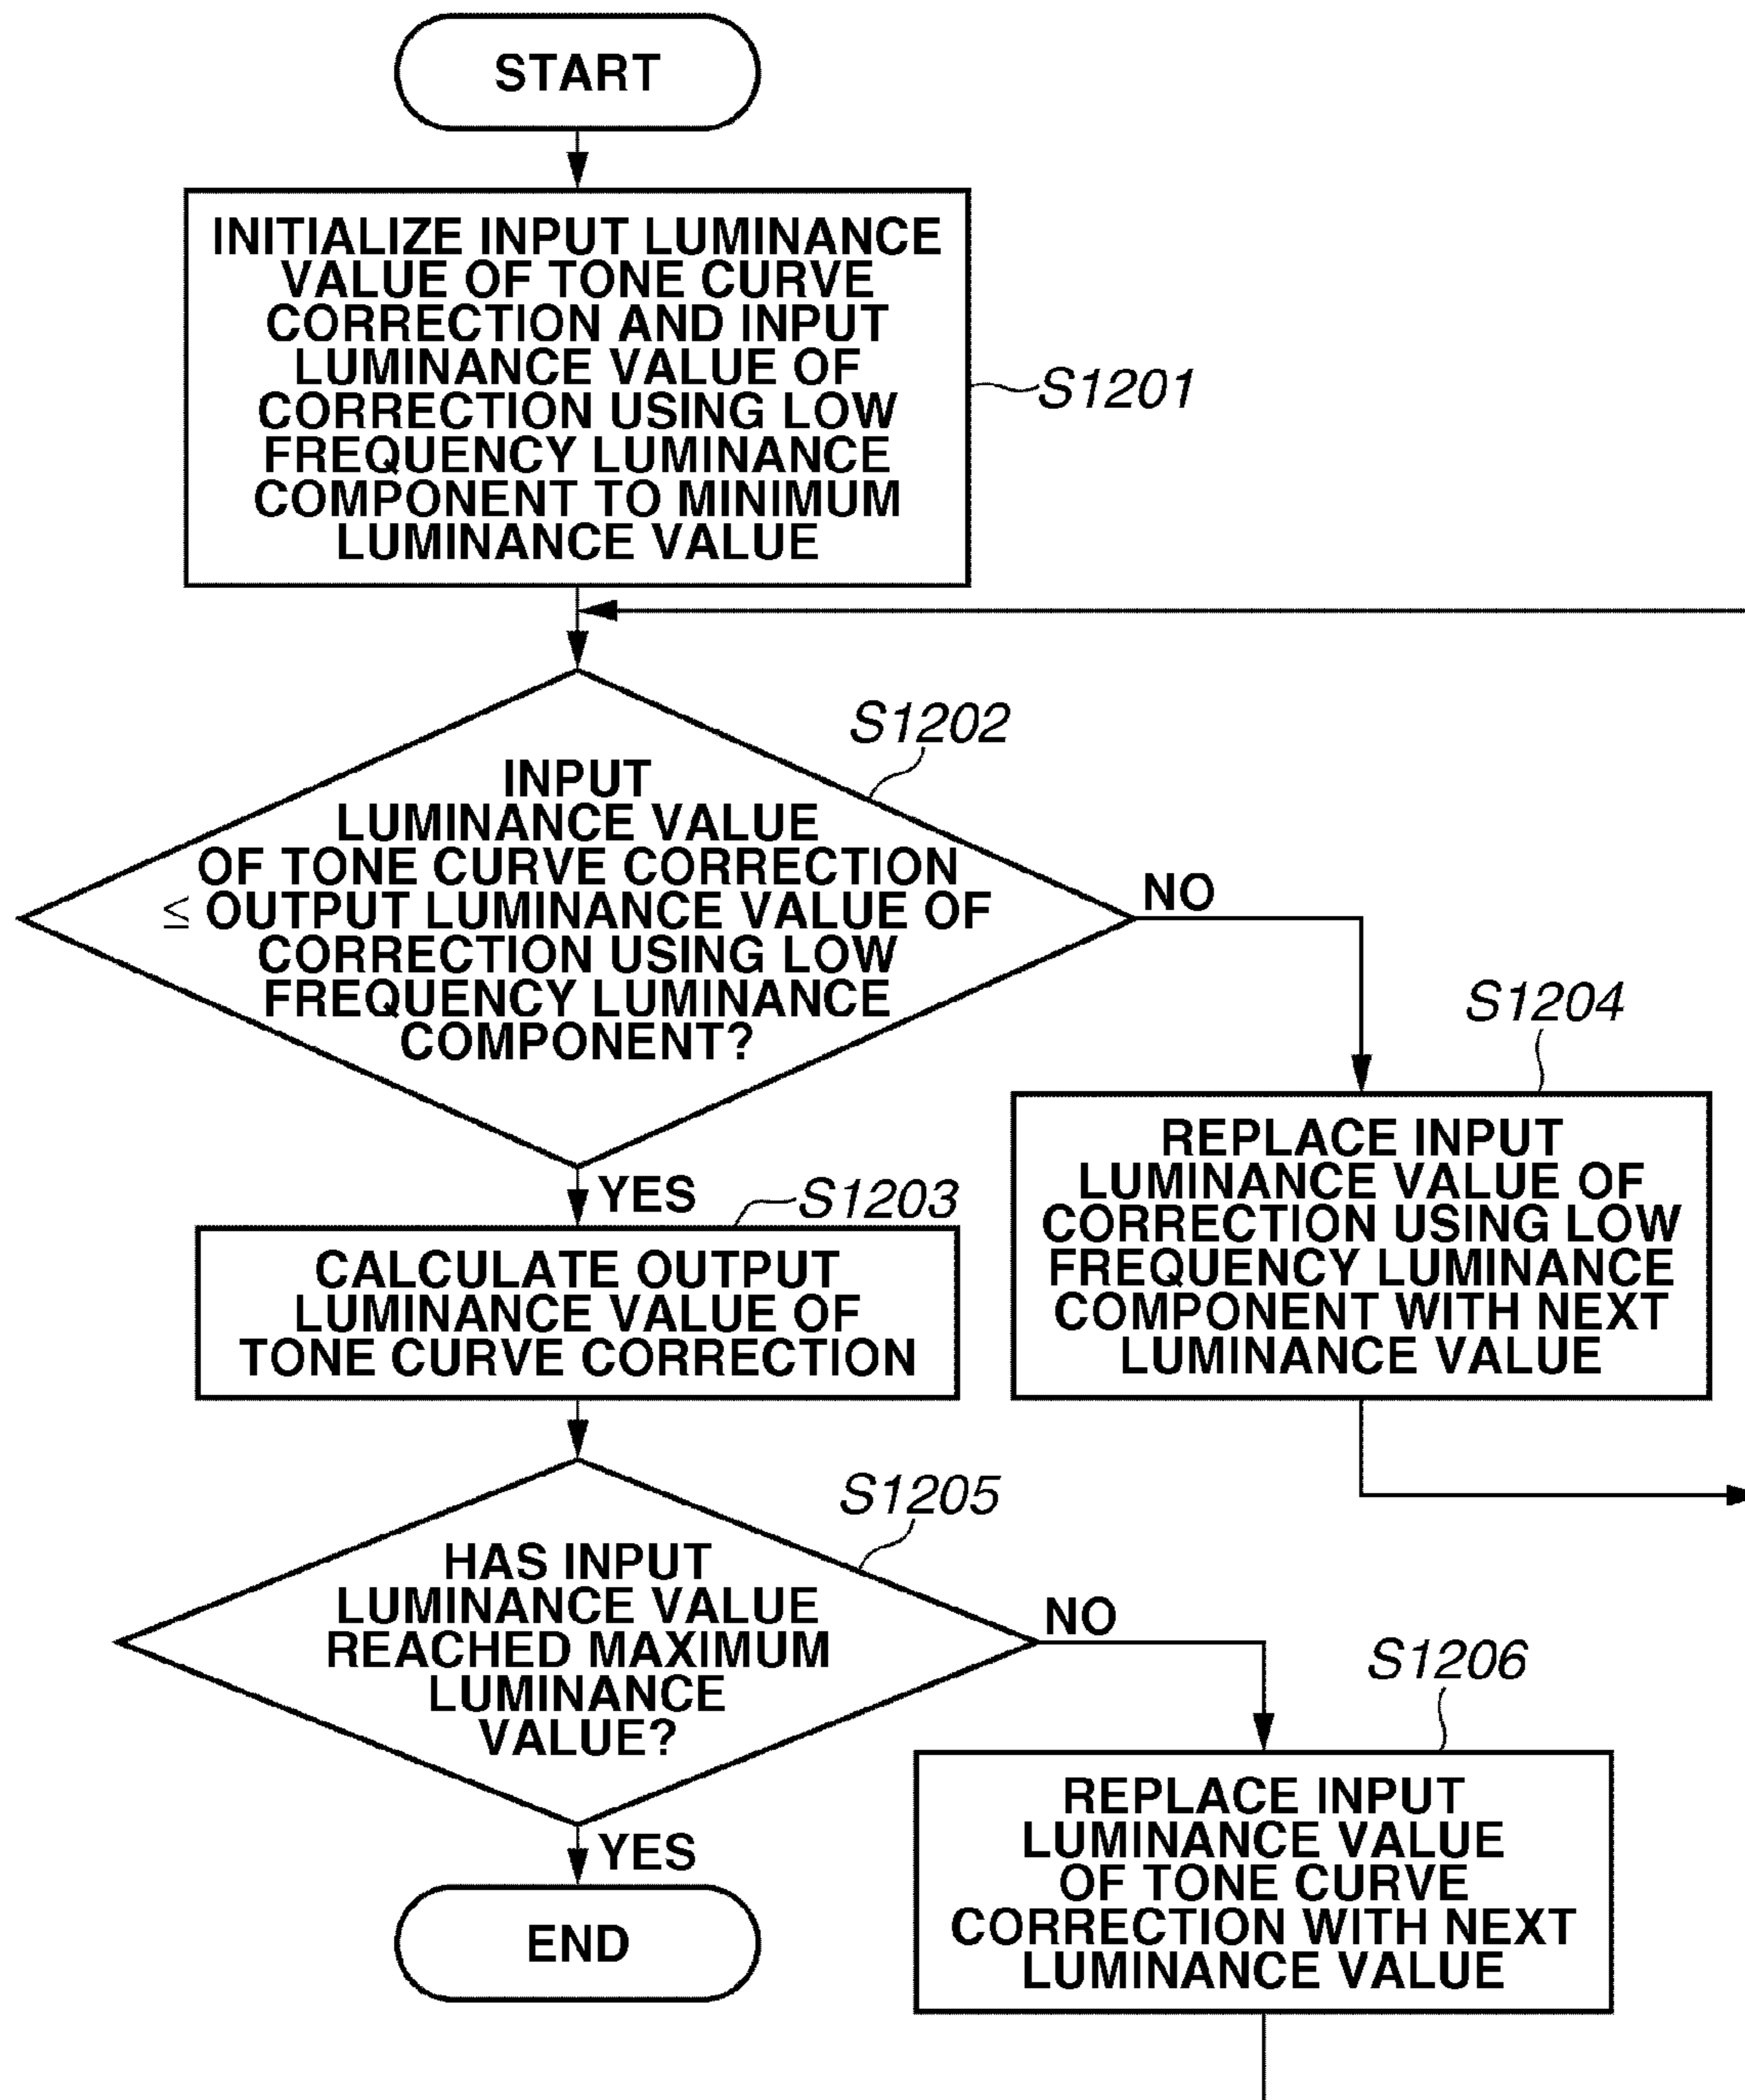 START
INITIALIZE INPUT LUMINANCE
VALUE OF TONE CURVE
CORRECTION AND INPUT
LUMINANCE VALUE OF
CORRECTION USING LOW
FREQUENCY LUMINANCE
COMPONENT TO MINIMUM
LUMINANCE VALUE
S1201
S1202
INPUT
LUMINANCE VALUE
OF TONE CURVE CORRECTION
≤ OUTPUT LUMINANCE VALUE OF
CORRECTION USING LOW
FREQUENCY LUMINANCE
COMPONENT?
NO
YES
S1204
REPLACE INPUT
LUMINANCE VALUE OF
CORRECTION USING LOW
FREQUENCY LUMINANCE
COMPONENT WITH NEXT
LUMINANCE VALUE
S1203
CALCULATE OUTPUT
LUMINANCE VALUE OF
TONE CURVE CORRECTION
S1205
HAS INPUT
LUMINANCE VALUE
REACHED MAXIMUM
LUMINANCE
VALUE?
NO
YES
S1206
REPLACE INPUT
LUMINANCE VALUE
OF TONE CURVE
CORRECTION WITH NEXT
LUMINANCE VALUE
END